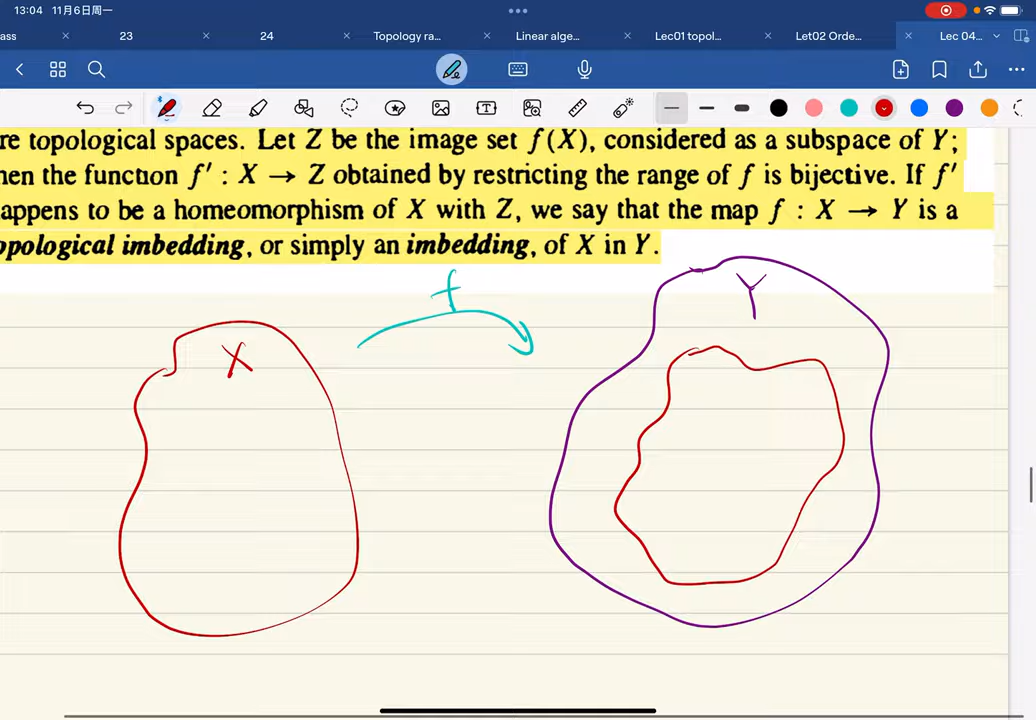 13:04 11月6日周一
ass 23 24 Topology ra... Linear alge... Lec01 topol... Let02 Orde... Lec 04...
re topological spaces. Let Z be the image set f(X), considered as a subspace of Y;
hen the function f′ : X → Z obtained by restricting the range of f is bijective. If f′
appens to be a homeomorphism of X with Z, we say that the map f : X → Y is a
opological imbedding, or simply an imbedding, of X in Y.
f
Y
X